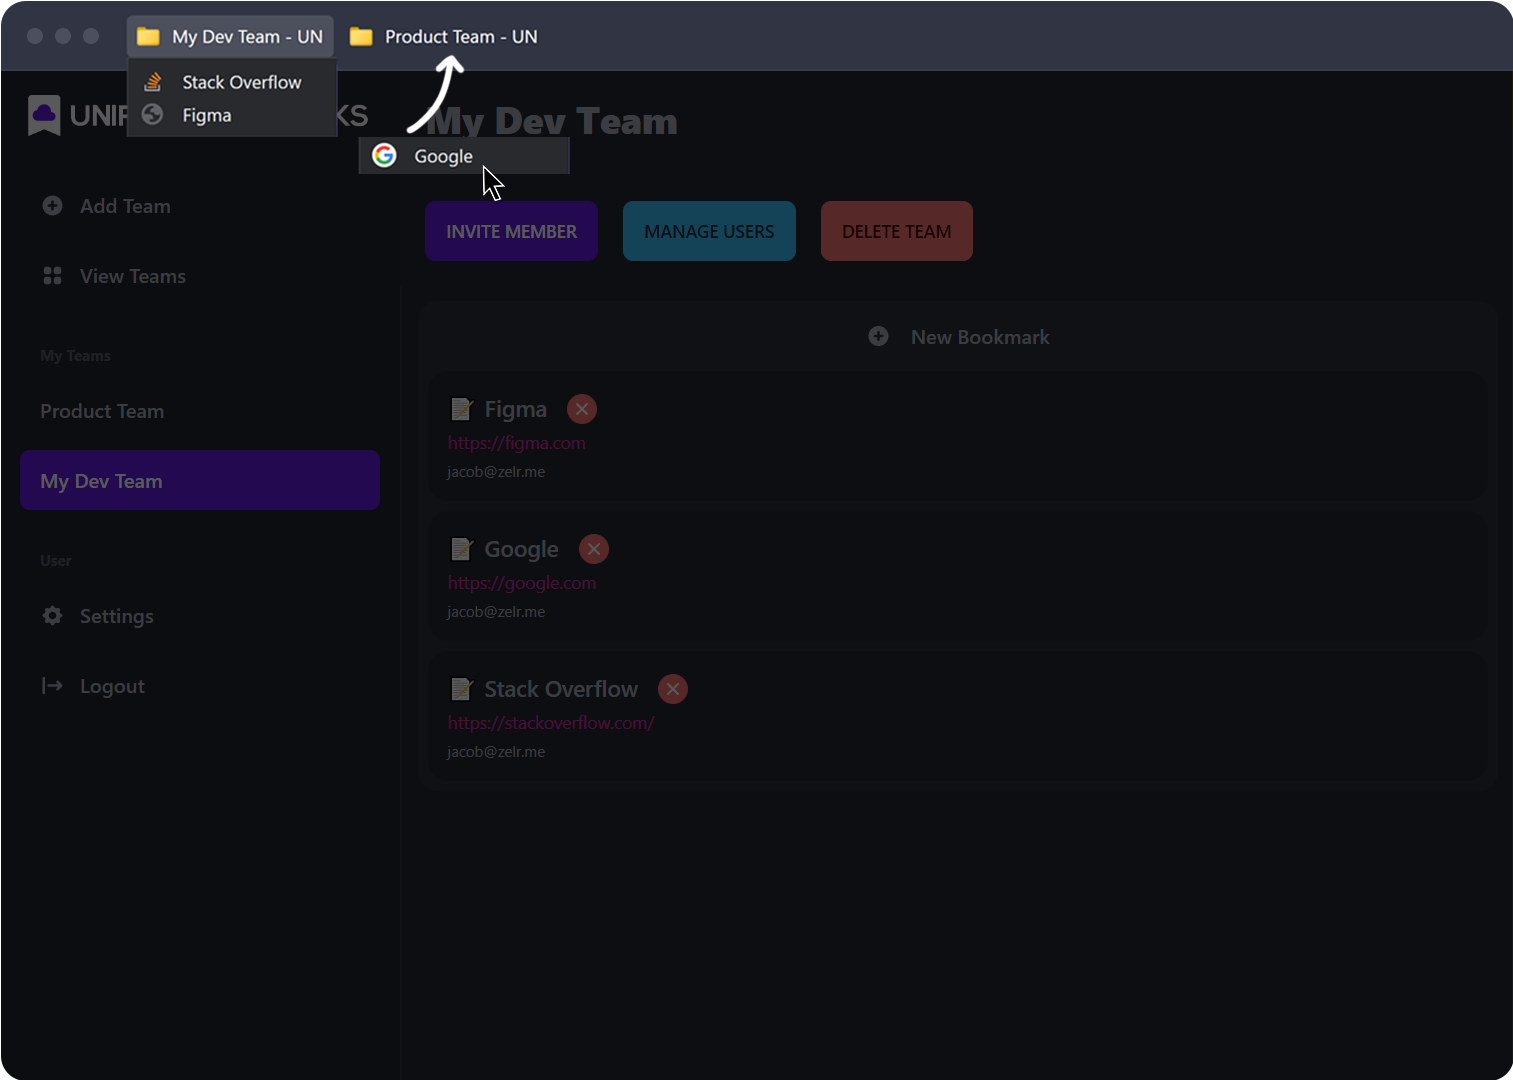 My Dev Team - UN
Product Team - UN
Stack Overflow
Figma
Google
My Dev Team
Add Team
View Teams
My Teams
Product Team
My Dev Team
User
Settings
Logout
INVITE MEMBER
MANAGE USERS
DELETE TEAM
New Bookmark
Figma
https://figma.com
jacob@zelr.me
Google
https://google.com
jacob@zelr.me
Stack Overflow
https://stackoverflow.com/
jacob@zelr.me